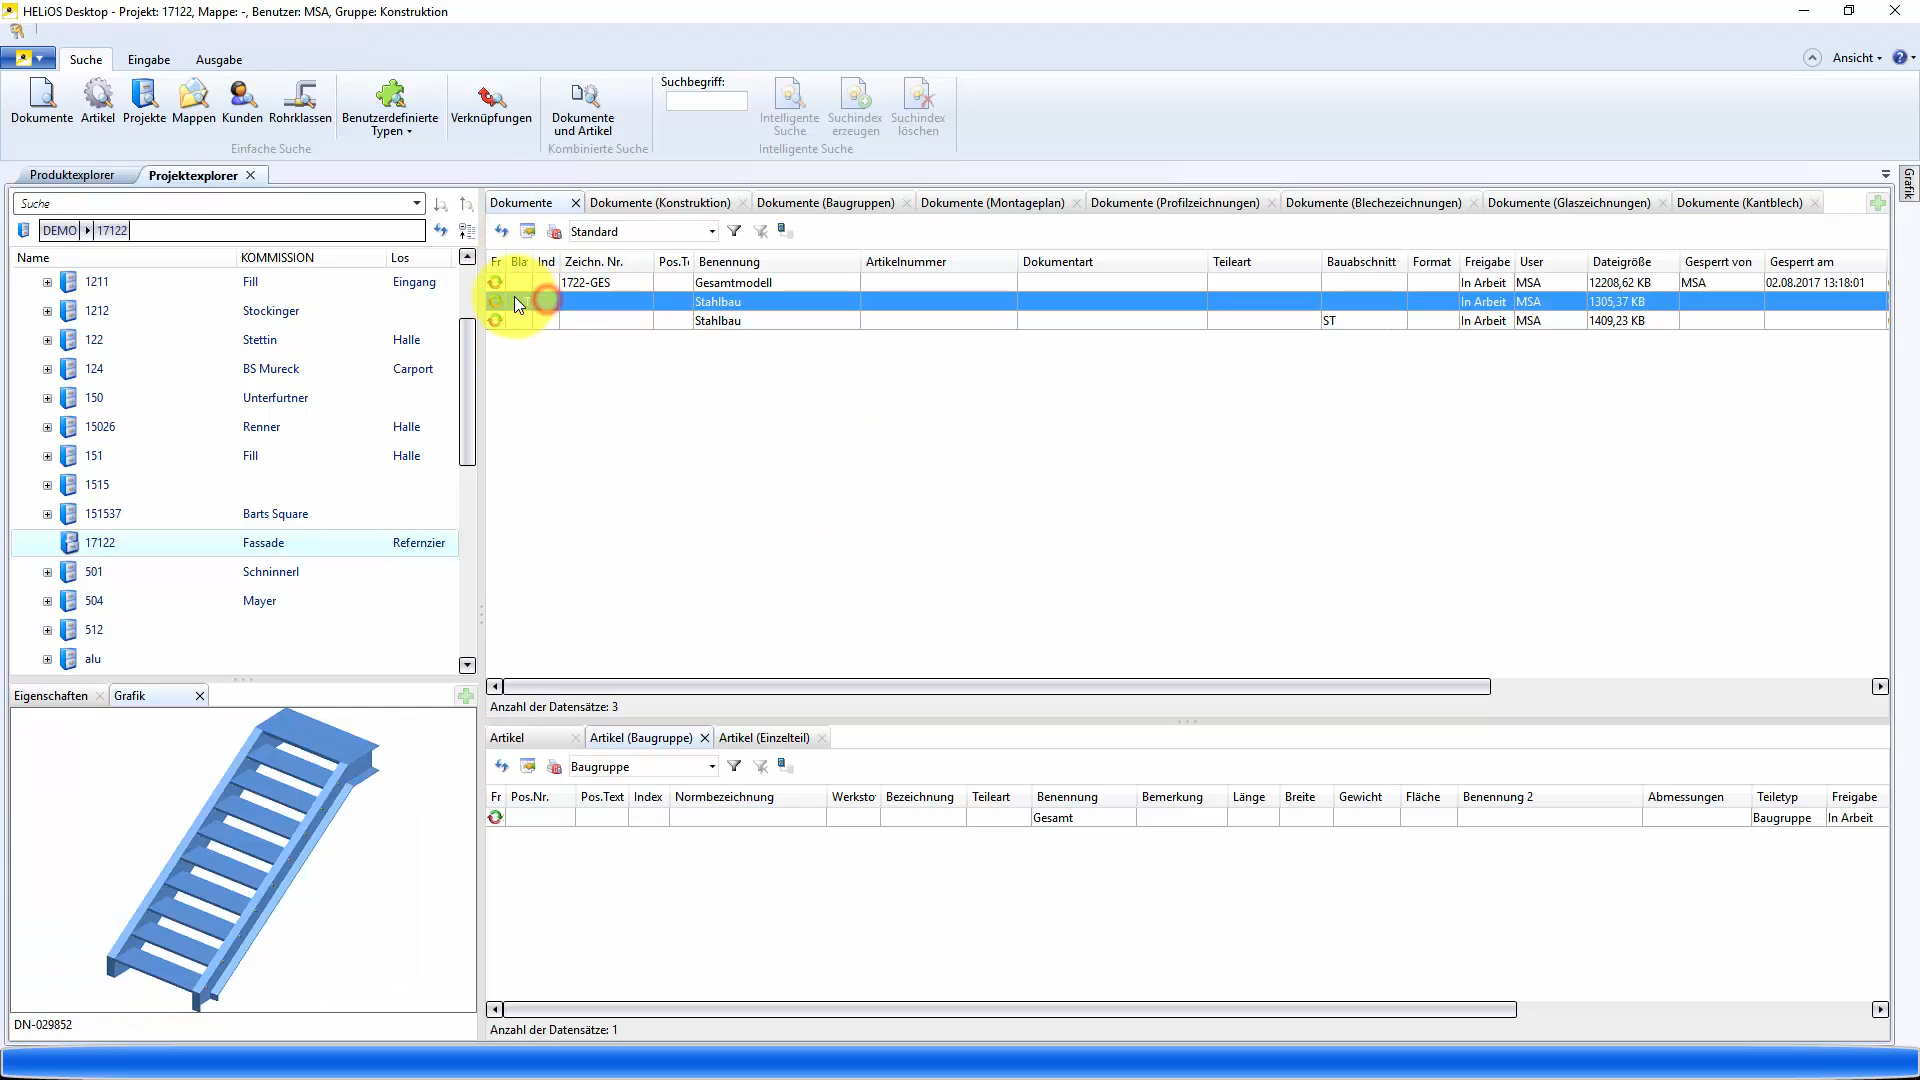 HELiOS Desktop - Projekt: 17122, Mappe: -, Benutzer: MSA, Gruppe: Konstruktion
Suche Eingabe Ausgabe Ansicht
Dokumente Artikel Projekte Mappen Kunden Rohrklassen Benutzerdefinierte Typen Verknüpfungen Dokumente und Artikel Suchbegriff: Intelligente Suche Suchindex erzeugen Suchindex löschen
Einfache Suche Kombinierte Suche Intelligente Suche
Produktexplorer Projektexplorer
Grafik
Suche
DEMO 17122
Name KOMMISSION Los
1211 Fill Eingang
1212 Stockinger
122 Stettin Halle
124 BS Mureck Carport
150 Unterfurtner
15026 Renner Halle
151 Fill Halle
1515
151537 Barts Square
17122 Fassade Refernzier
501 Schninnerl
504 Mayer
512
alu
Eigenschaften Grafik
DN-029852
Dokumente Dokumente (Konstruktion) Dokumente (Baugruppen) Dokumente (Montageplan) Dokumente (Profilzeichnungen) Dokumente (Blechezeichnungen) Dokumente (Glaszeichnungen) Dokumente (Kantblech)
Standard
Fr Bla Ind Zeichn. Nr. Pos.Te Benennung Artikelnummer Dokumentart Teileart Bauabschnitt Format Freigabe User Dateigröße Gesperrt von Gesperrt am
1722-GES Gesamtmodell In Arbeit MSA 12208,62 KB MSA 02.08.2017 13:18:01
Stahlbau In Arbeit MSA 1305,37 KB
Stahlbau ST In Arbeit MSA 1409,23 KB
Anzahl der Datensätze: 3
Artikel Artikel (Baugruppe) Artikel (Einzelteil)
Baugruppe
Fr Pos.Nr. Pos.Text Index Normbezeichnung Werksto Bezeichnung Teileart Benennung Bemerkung Länge Breite Gewicht Fläche Benennung 2 Abmessungen Teiletyp Freigabe
Gesamt Baugruppe In Arbeit
Anzahl der Datensätze: 1